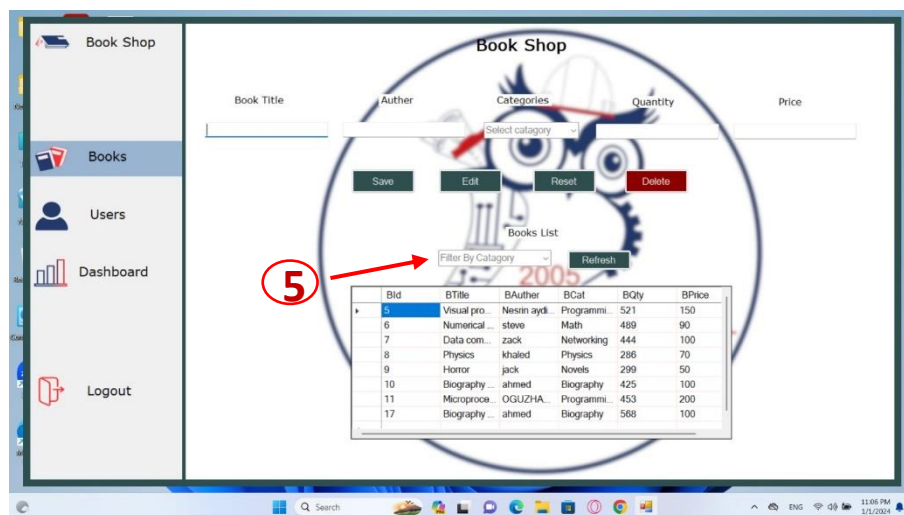 Book Shop
Book Shop
Book Title Auther Categories Quantity Price
Select catagory
Books
Save Edit Reset Delete
Users
Books List
Filter By Catagory Refresh
Dashboard
5
2005
BId BTitle BAuther BCat BQty BPrice
5 Visual pro... Nesrin aydi... Programmi... 521 150
6 Numerical ... steve Math 489 90
7 Data com... zack Networking 444 100
8 Physics khaled Physics 286 70
9 Horror jack Novels 299 50
10 Biography ... ahmed Biography 425 100
11 Microproce... OGUZHA... Programmi... 453 200
17 Biography ... ahmed Biography 568 100
Logout
Search ENG 11:06 PM
1/1/2024